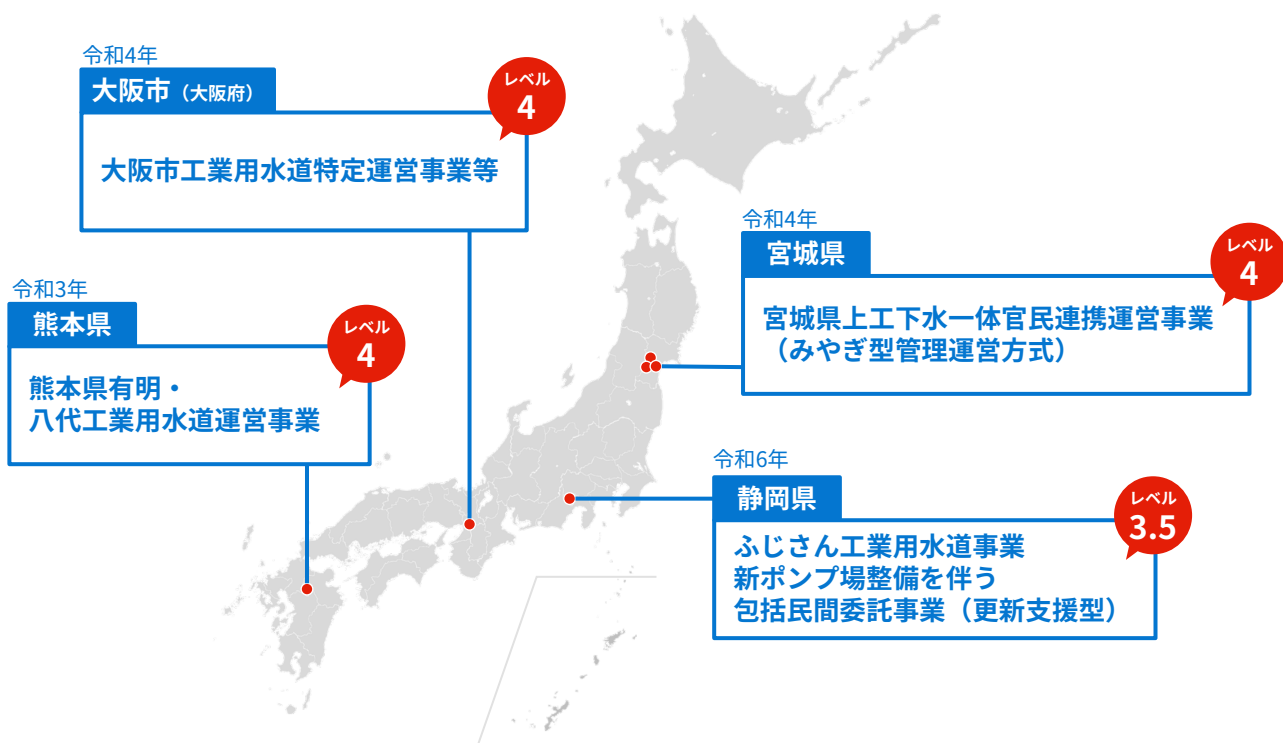 令和4年
大阪市（大阪府）
レベル
4
大阪市工業用水道特定運営事業等
令和4年
宮城県
レベル
4
宮城県上工下水一体官民連携運営事業
（みやぎ型管理運営方式）
令和3年
熊本県
レベル
4
熊本県有明・
八代工業用水道運営事業
令和6年
静岡県
レベル
3.5
ふじさん工業用水道事業
新ポンプ場整備を伴う
包括民間委託事業（更新支援型）